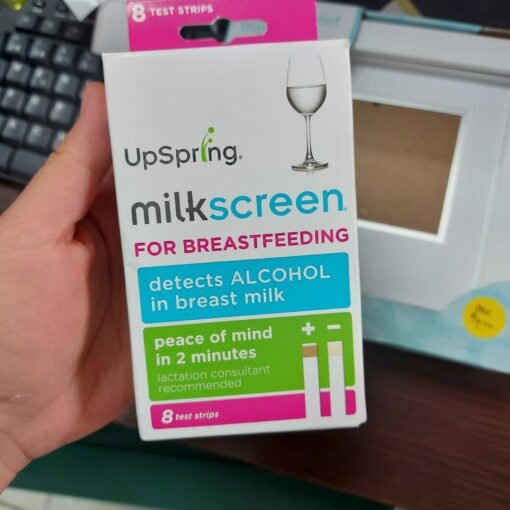 8 TEST STRIPS
UpSpring®
milkscreen
FOR BREASTFEEDING
detects ALCOHOL
in breast milk
peace of mind
in 2 minutes
lactation consultant
recommended
+ −
8 test strips